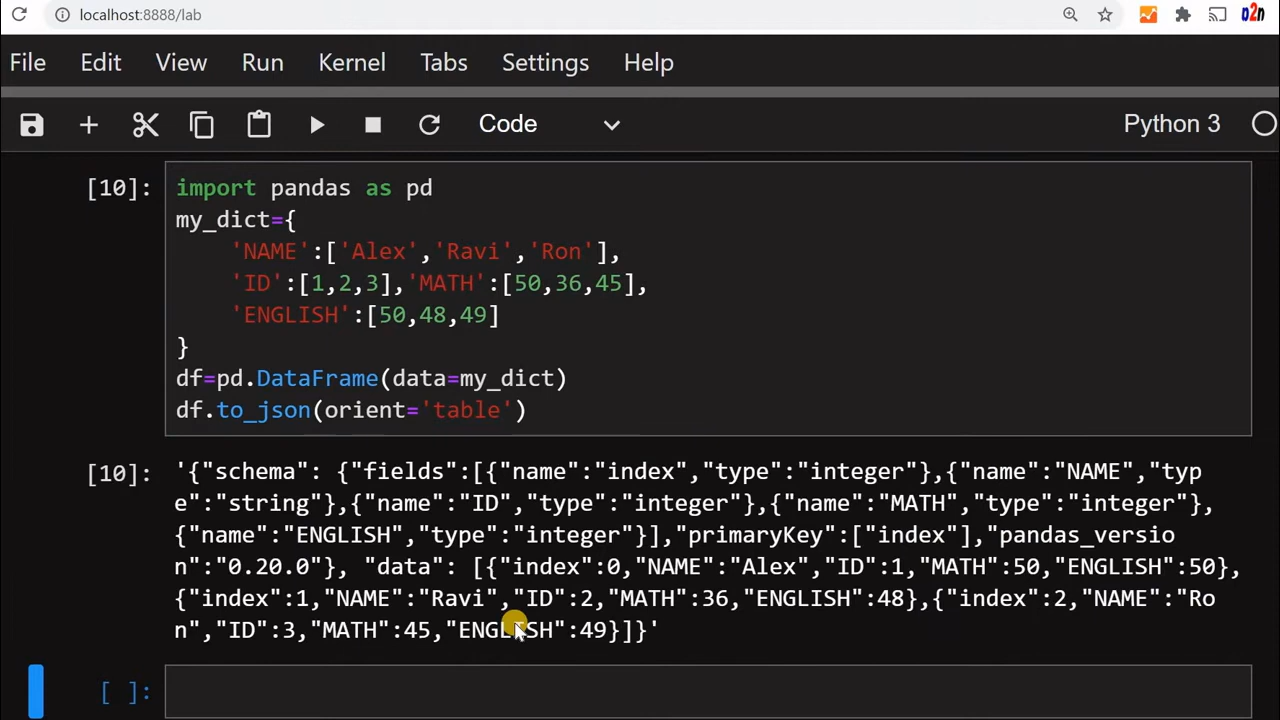 localhost:8888/lab
o2n
File Edit View Run Kernel Tabs Settings Help
Code Python 3
[10]: import pandas as pd
my_dict={
    'NAME':['Alex','Ravi','Ron'],
    'ID':[1,2,3],'MATH':[50,36,45],
    'ENGLISH':[50,48,49]
}
df=pd.DataFrame(data=my_dict)
df.to_json(orient='table')
[10]: '{"schema": {"fields":[{"name":"index","type":"integer"},{"name":"NAME","typ
e":"string"},{"name":"ID","type":"integer"},{"name":"MATH","type":"integer"},
{"name":"ENGLISH","type":"integer"}],"primaryKey":["index"],"pandas_versio
n":"0.20.0"}, "data": [{"index":0,"NAME":"Alex","ID":1,"MATH":50,"ENGLISH":50},
{"index":1,"NAME":"Ravi","ID":2,"MATH":36,"ENGLISH":48},{"index":2,"NAME":"Ro
n","ID":3,"MATH":45,"ENGLISH":49}]}'
[ ]: